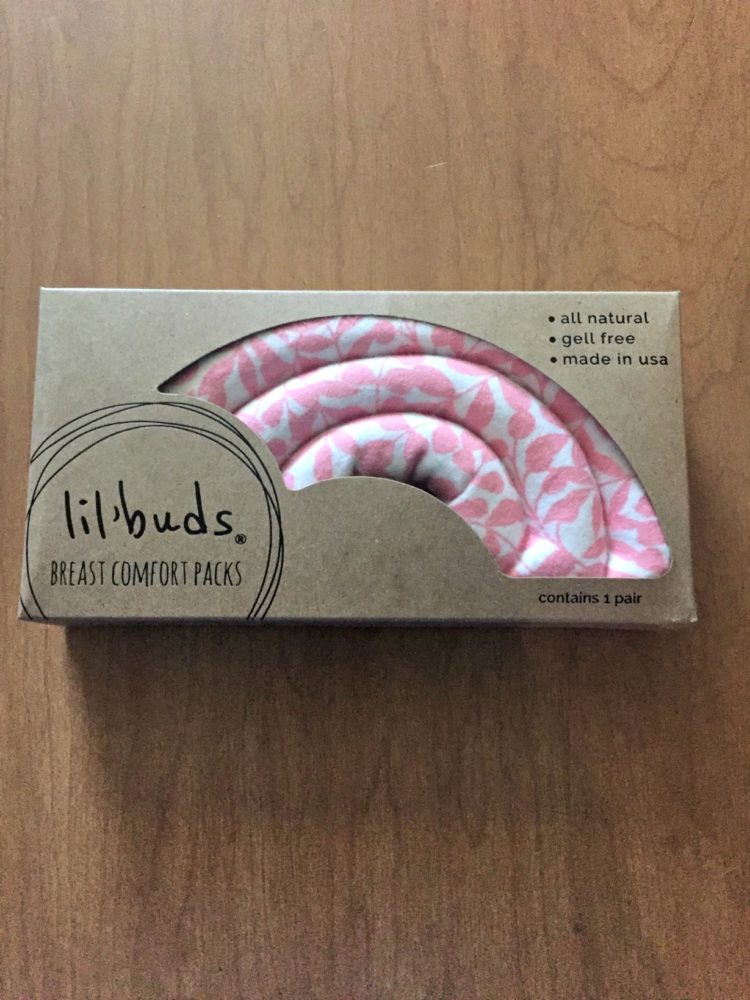 • all natural
• gell free
• made in usa
lil'buds®
BREAST COMFORT PACKS
contains 1 pair